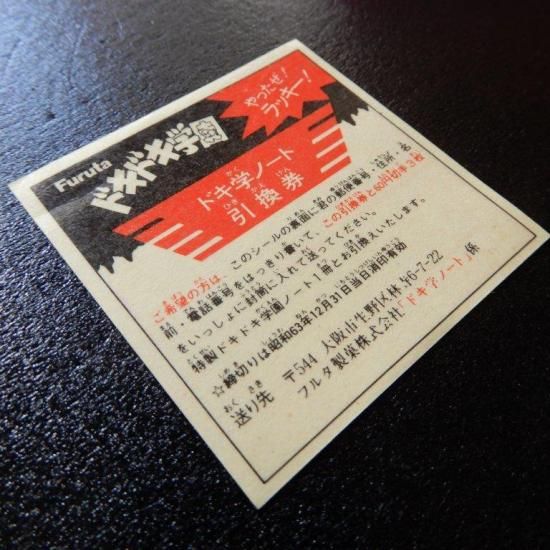 Furuta
ドキドキ学園
やったぜ!
ラッキー!
ドキ学ノート
引換券
ご希望の方は、このシールの裏面に君の郵便番号・住所・名
前・電話番号をはっきり書いて、この引換券と60円切手3枚
をいっしょに封筒に入れて送ってください。
特製ドキドキ学園ノート1冊とお引換えいたします。
☆締切りは昭和63年12月31日当日消印有効
送り先 〒544 大阪市生野区林寺6-7-22
フルタ製菓株式会社「ドキ学ノート」係